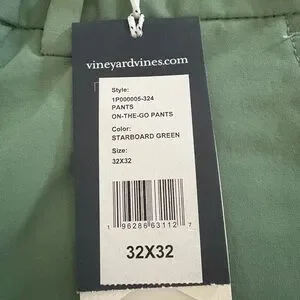 vineyardvines.com
Style:
1P000005-324
PANTS
ON-THE-GO PANTS
Color:
STARBOARD GREEN
Size:
32X32
1 96286 63112 7
32X32